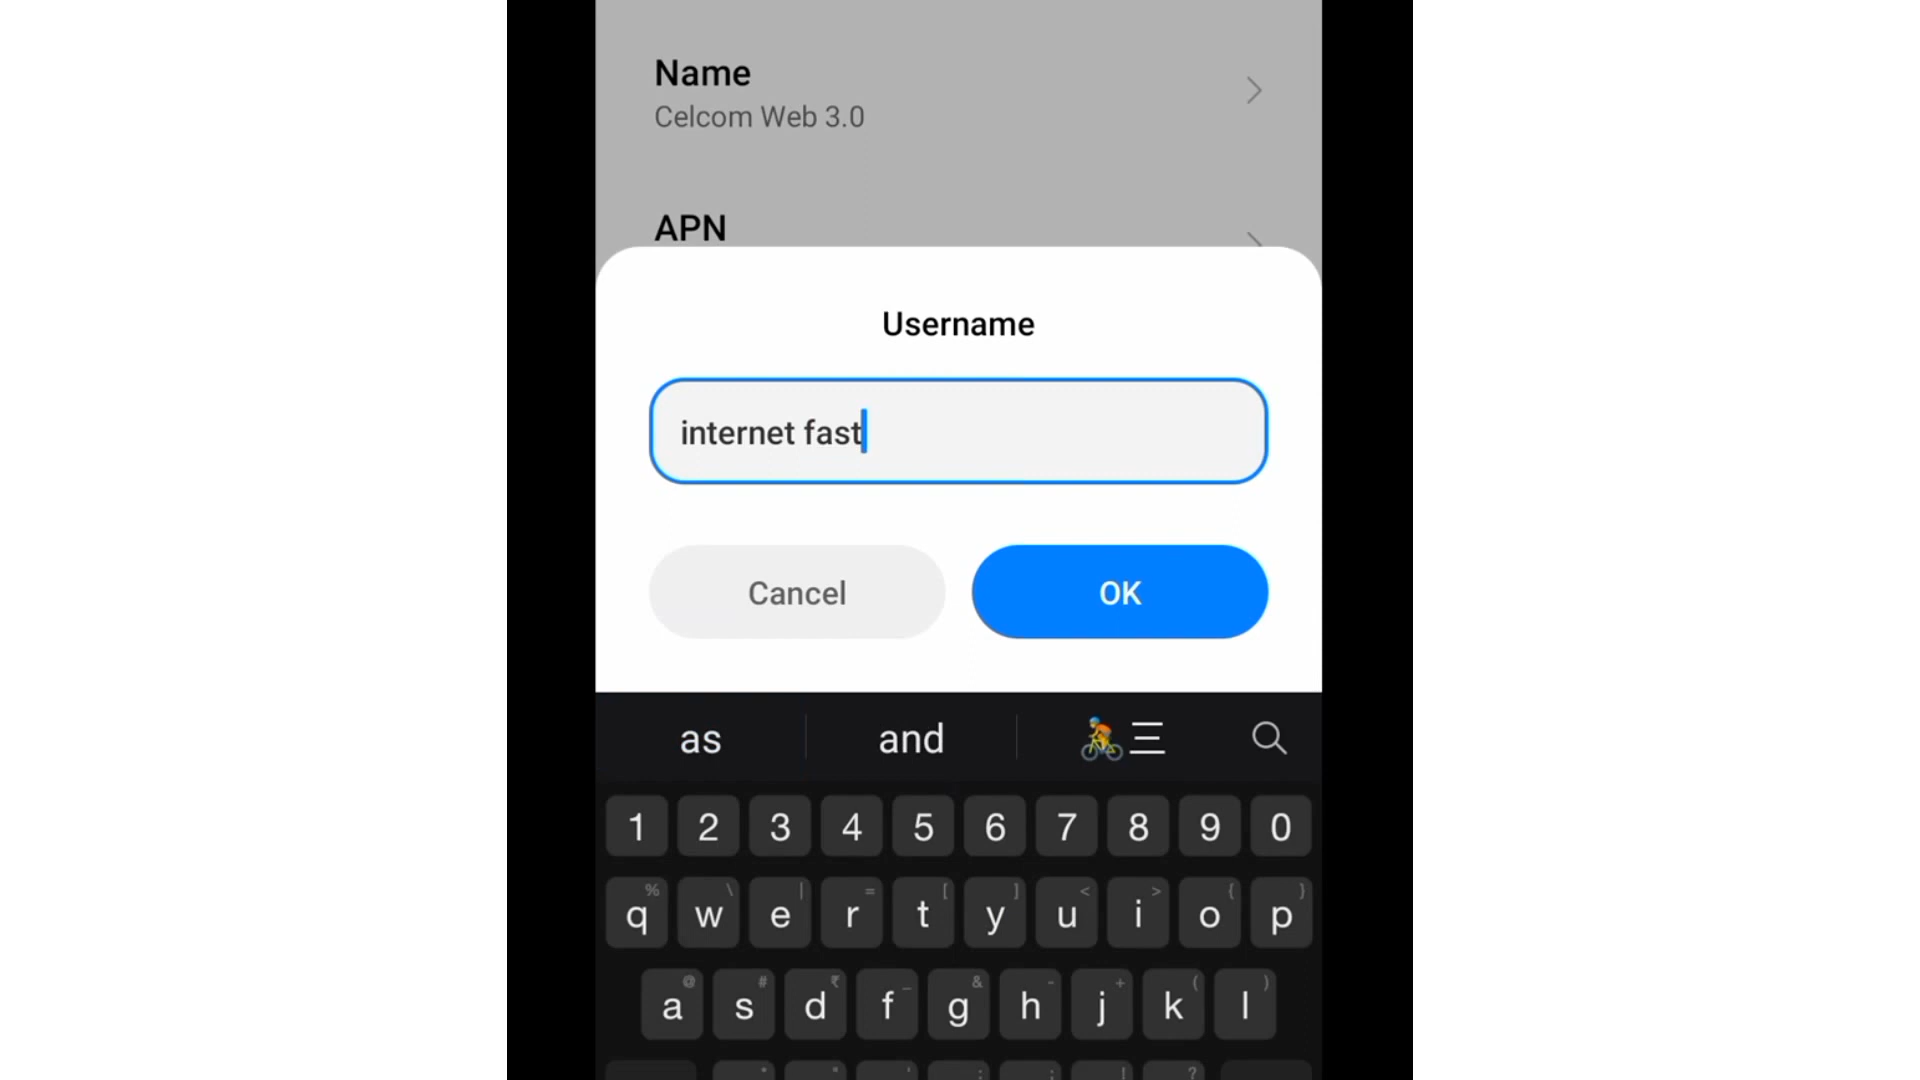 Name
Celcom Web 3.0
APN
Username
internet fast
Cancel OK
as and
1 2 3 4 5 6 7 8 9 0
% \ | = [ ] < > { }
q w e r t y u i o p
@ # ₹ _ & - + ( )
a s d f g h j k l
* " ' : ; ! ?